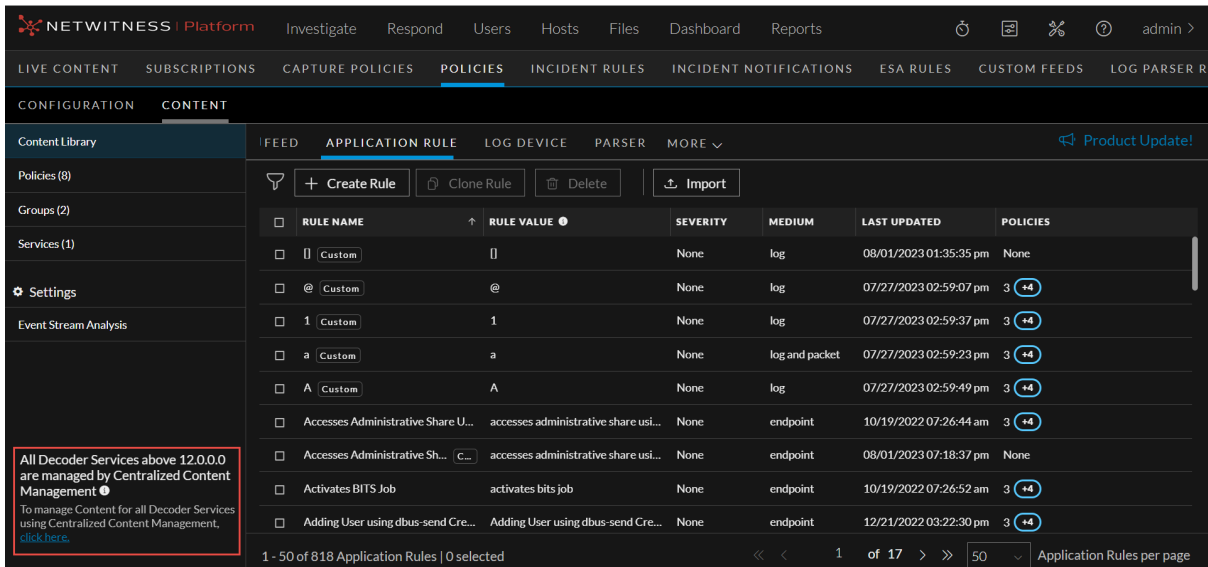 NETWITNESS | Platform Investigate Respond Users Hosts Files Dashboard Reports admin >
LIVE CONTENT SUBSCRIPTIONS CAPTURE POLICIES POLICIES INCIDENT RULES INCIDENT NOTIFICATIONS ESA RULES CUSTOM FEEDS LOG PARSER R
CONFIGURATION CONTENT
Content Library
Policies (8)
Groups (2)
Services (1)
Settings
Event Stream Analysis
All Decoder Services above 12.0.0.0
are managed by Centralized Content
Management
To manage Content for all Decoder Services
using Centralized Content Management,
click here.
FEED APPLICATION RULE LOG DEVICE PARSER MORE
Product Update!
+ Create Rule Clone Rule Delete Import
RULE NAME ↑ RULE VALUE SEVERITY MEDIUM LAST UPDATED POLICIES
[] Custom [] None log 08/01/2023 01:35:35 pm None
@ Custom @ None log 07/27/2023 02:59:07 pm 3 +4
1 Custom 1 None log 07/27/2023 02:59:37 pm 3 +4
a Custom a None log and packet 07/27/2023 02:59:23 pm 3 +4
A Custom A None log 07/27/2023 02:59:49 pm 3 +4
Accesses Administrative Share U... accesses administrative share usi... None endpoint 10/19/2022 07:26:44 am 3 +4
Accesses Administrative Sh... C... accesses administrative share usi... None endpoint 08/01/2023 07:18:37 pm None
Activates BITS Job activates bits job None endpoint 10/19/2022 07:26:52 am 3 +4
Adding User using dbus-send Cre... Adding User using dbus-send Cre... None endpoint 12/21/2022 03:22:30 pm 3 +4
1 - 50 of 818 Application Rules | 0 selected << < 1 of 17 > >> 50 Application Rules per page